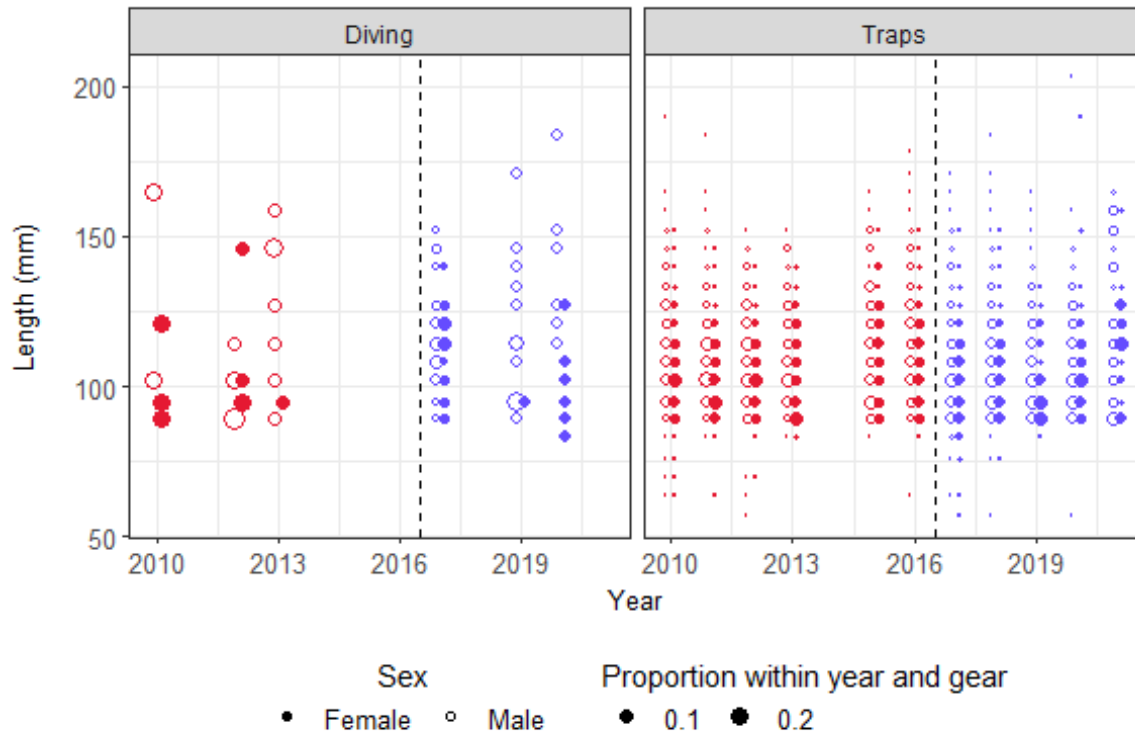 Diving Traps
200
150
100
50
Length (mm)
2010 2013 2016 2019 2010 2013 2016 2019
Year
Sex Proportion within year and gear
Female Male 0.1 0.2